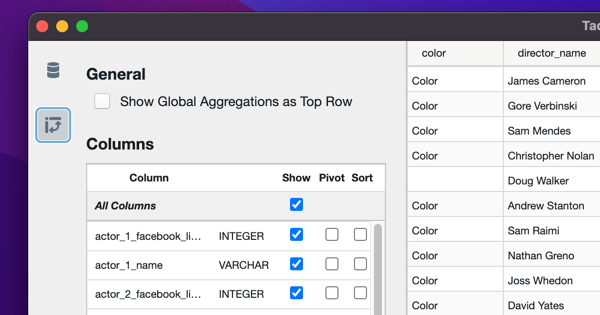 Tac
General
Show Global Aggregations as Top Row
Columns
Column Show Pivot Sort
All Columns
actor_1_facebook_li... INTEGER
actor_1_name VARCHAR
actor_2_facebook_li... INTEGER
color director_name
Color James Cameron
Color Gore Verbinski
Color Sam Mendes
Color Christopher Nolan
Doug Walker
Color Andrew Stanton
Color Sam Raimi
Color Nathan Greno
Color Joss Whedon
Color David Yates